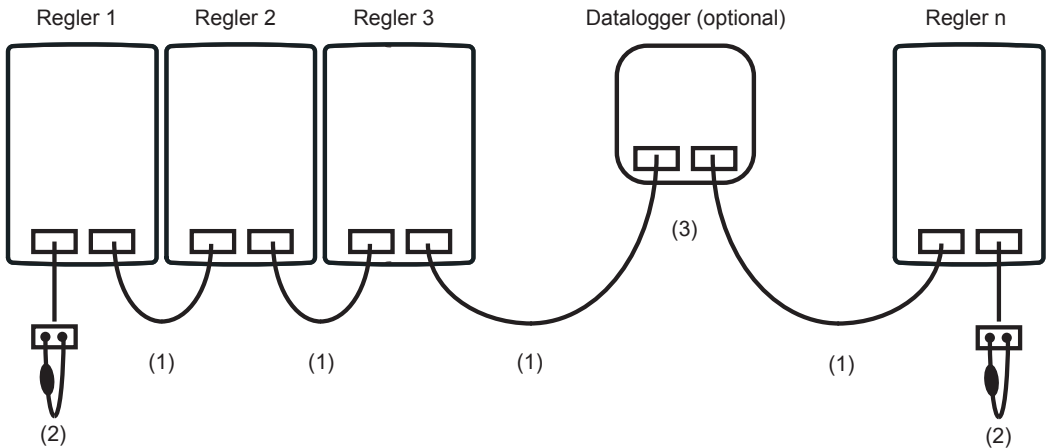 Regler 1
Regler 2
Regler 3
Datalogger (optional)
Regler n
(3)
(1)
(1)
(1)
(1)
(2)
(2)